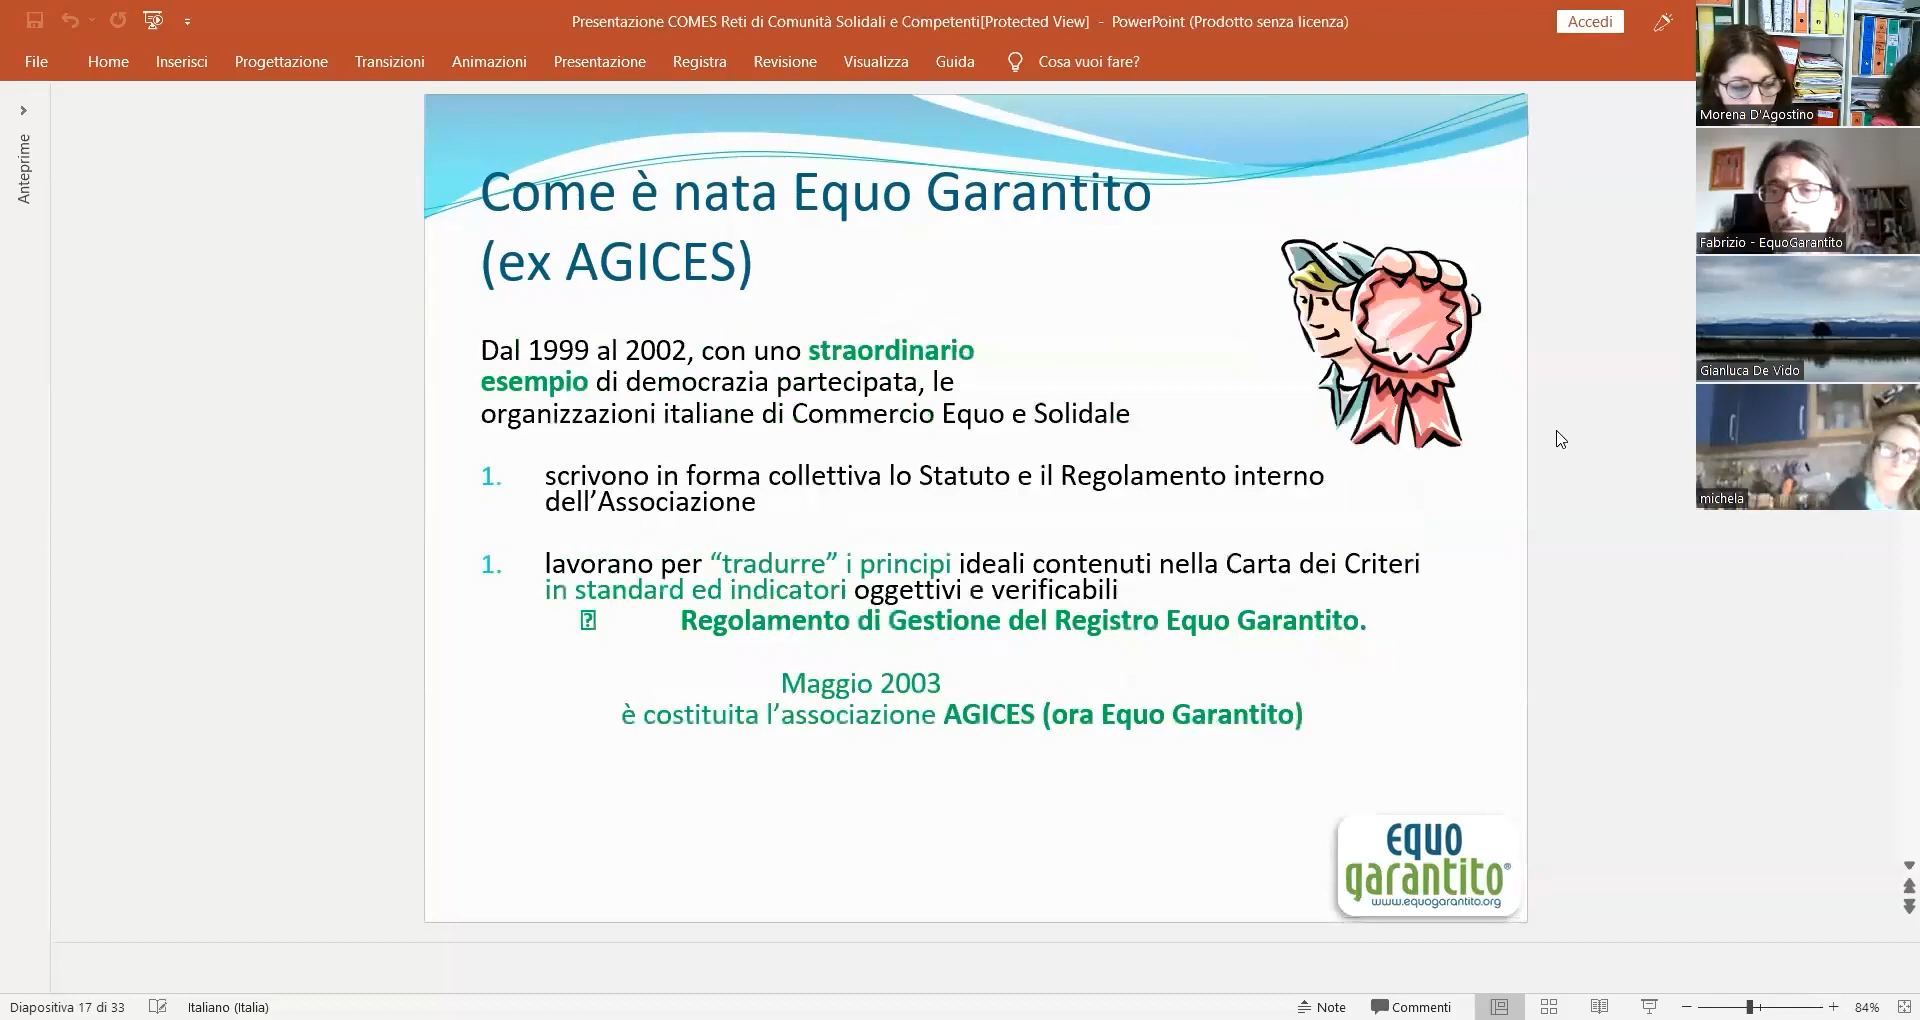 Presentazione COMES Reti di Comunità Solidali e Competenti[Protected View] - PowerPoint (Prodotto senza licenza)
Accedi
File Home Inserisci Progettazione Transizioni Animazioni Presentazione Registra Revisione Visualizza Guida Cosa vuoi fare?
Anteprime
Come è nata Equo Garantito
(ex AGICES)
Dal 1999 al 2002, con uno straordinario
esempio di democrazia partecipata, le
organizzazioni italiane di Commercio Equo e Solidale
1. scrivono in forma collettiva lo Statuto e il Regolamento interno
dell’Associazione
1. lavorano per “tradurre” i principi ideali contenuti nella Carta dei Criteri
in standard ed indicatori oggettivi e verificabili
Regolamento di Gestione del Registro Equo Garantito.
Maggio 2003
è costituita l’associazione AGICES (ora Equo Garantito)
equo
garantito®
www.equogarantito.org
Morena D'Agostino
Fabrizio - EquoGarantito
Gianluca De Vido
michela
Diapositiva 17 di 33 Italiano (Italia) Note Commenti 84%